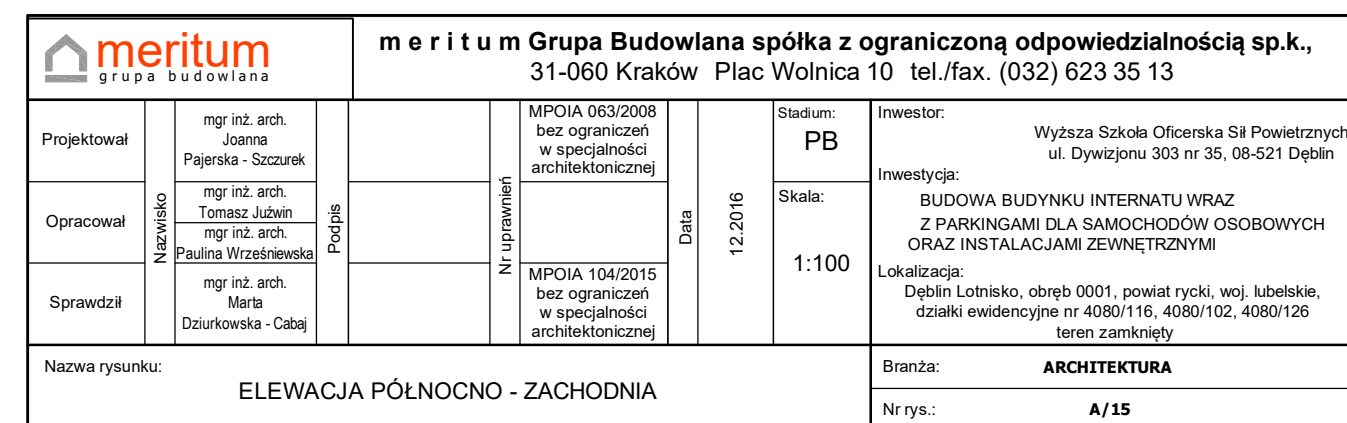 meritum
grupa budowlana
m e r i t u m Grupa Budowlana spółka z ograniczoną odpowiedzialnością sp.k.,
31-060 Kraków Plac Wolnica 10 tel./fax. (032) 623 35 13
Projektował
Nazwisko
mgr inż. arch.
Joanna
Pajerska - Szczurek
Podpis
Nr uprawnień
MPOIA 063/2008
bez ograniczeń
w specjalności
architektonicznej
Data
12.2016
Stadium:
PB
Opracował
mgr inż. arch.
Tomasz Juźwin
mgr inż. arch.
Paulina Wrześniewska
Skala:
1:100
Sprawdził
mgr inż. arch.
Marta
Dziurkowska - Cabaj
MPOIA 104/2015
bez ograniczeń
w specjalności
architektonicznej
Inwestor:
Wyższa Szkoła Oficerska Sił Powietrznych
ul. Dywizjonu 303 nr 35, 08-521 Dęblin
Inwestycja:
BUDOWA BUDYNKU INTERNATU WRAZ
Z PARKINGAMI DLA SAMOCHODÓW OSOBOWYCH
ORAZ INSTALACJAMI ZEWNĘTRZNYMI
Lokalizacja:
Dęblin Lotnisko, obręb 0001, powiat rycki, woj. lubelskie,
działki ewidencyjne nr 4080/116, 4080/102, 4080/126
teren zamknięty
Nazwa rysunku:
ELEWACJA PÓŁNOCNO - ZACHODNIA
Branża: ARCHITEKTURA
Nr rys.: A/15